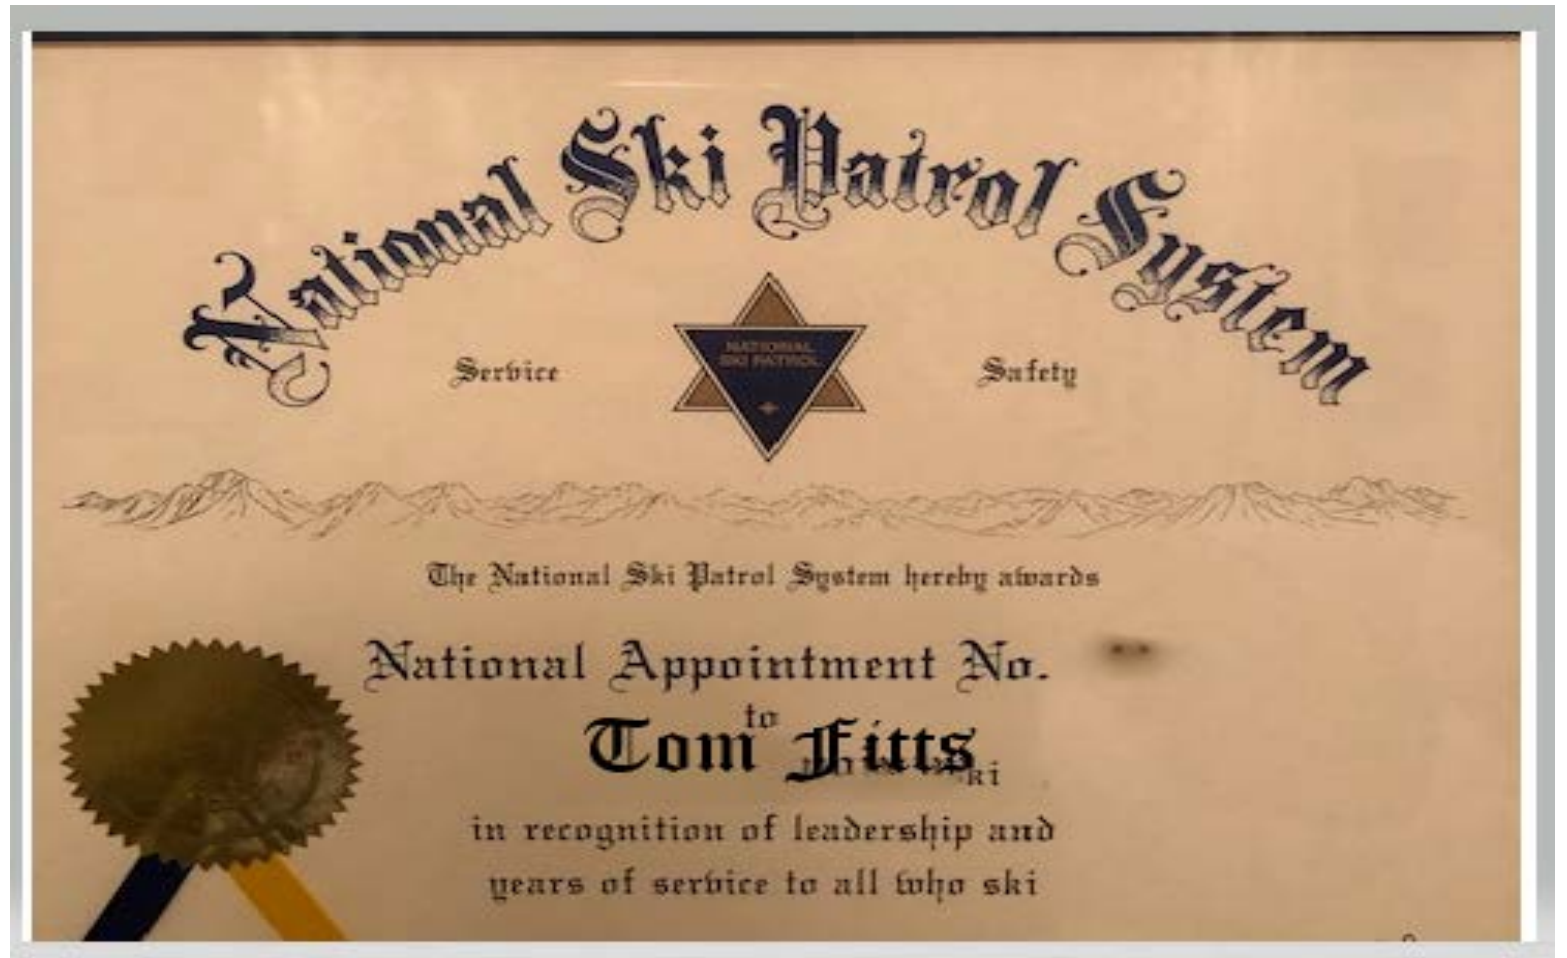 National Ski Patrol System
Service
NATIONAL
SKI PATROL
Safety
The National Ski Patrol System hereby awards
National Appointment No.
to
Tom Fitts
ki
in recognition of leadership and
years of service to all who ski